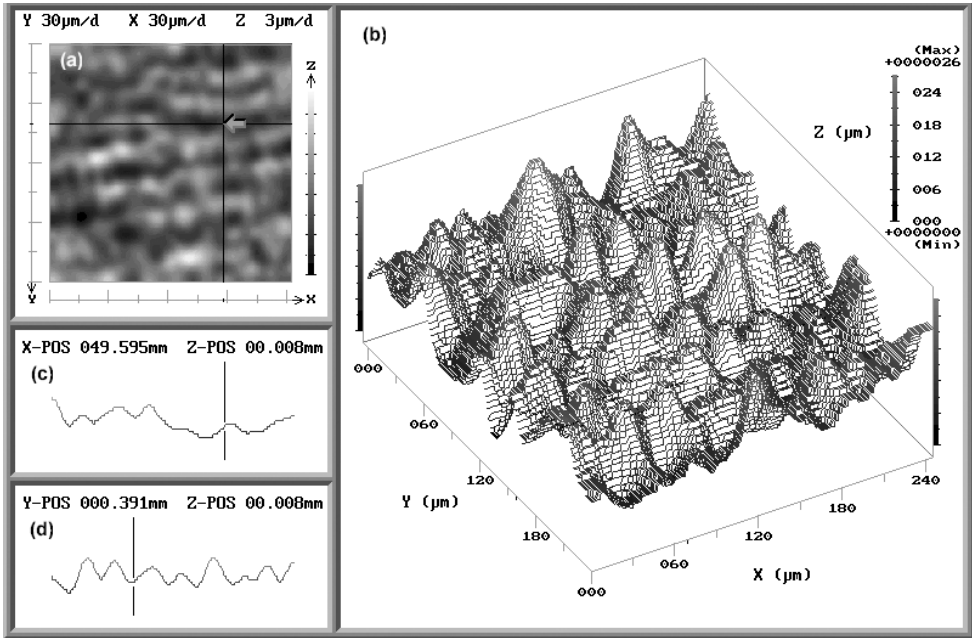 Y 30µm/d X 30µm/d Z 3µm/d
(a)
Z
Y
X
X-POS 049.595mm Z-POS 00.008mm
(c)
Y-POS 000.391mm Z-POS 00.008mm
(d)
(b)
(Max)
+0000026
024
Z (µm)
018
012
006
000
+0000000
(Min)
000
060
120
180
Y (µm)
000
060
120
180
240
X (µm)